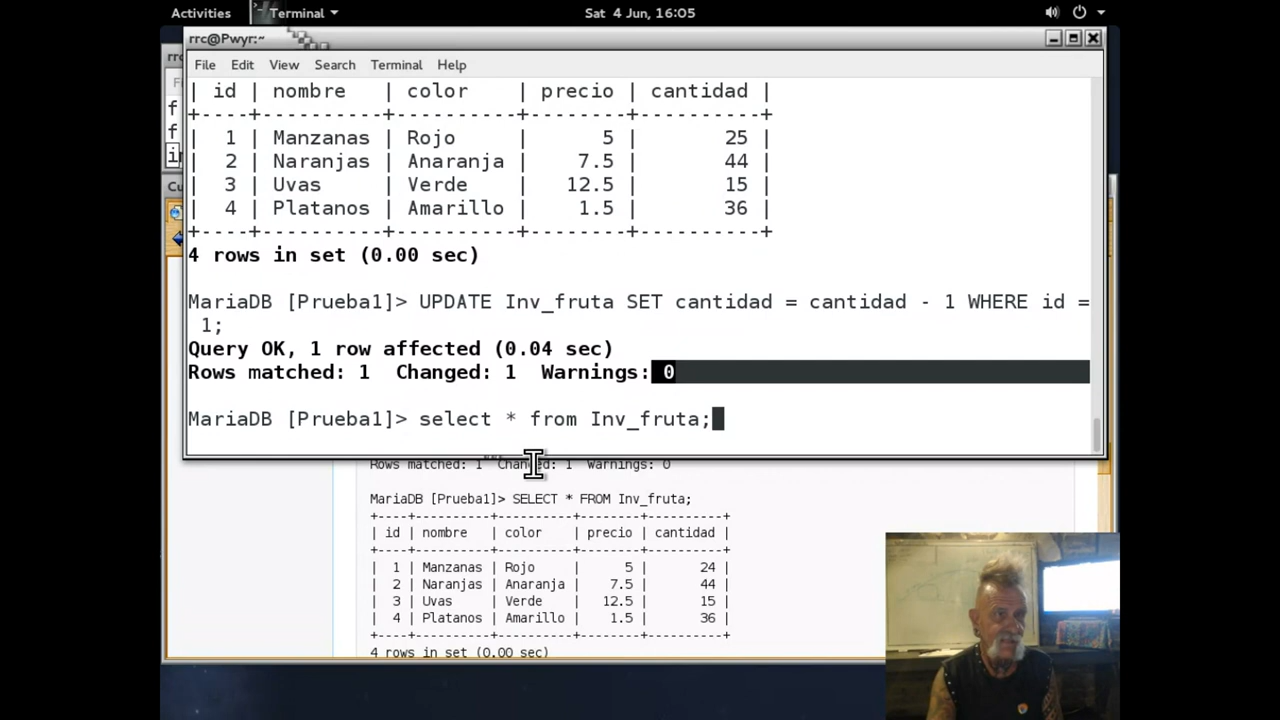 Activities Terminal Sat 4 Jun, 16:05
rrc@Pwyr:~
File Edit View Search Terminal Help
| id | nombre | color | precio | cantidad |
+----+----------+----------+--------+----------+
| 1 | Manzanas | Rojo | 5 | 25
| 2 | Naranjas | Anaranja | 7.5 | 44
| 3 | Uvas | Verde | 12.5 | 15
| 4 | Platanos | Amarillo | 1.5 | 36
+----+----------+----------+--------+----------+
4 rows in set (0.00 sec)
MariaDB [Prueba1]> UPDATE Inv_fruta SET cantidad = cantidad - 1 WHERE id =
1;
Query OK, 1 row affected (0.04 sec)
Rows matched: 1 Changed: 1 Warnings: 0
MariaDB [Prueba1]> select * from Inv_fruta;
Rows matched: 1 Changed: 1 Warnings: 0
MariaDB [Prueba1]> SELECT * FROM Inv_fruta;
+----+----------+----------+--------+----------+
| id | nombre | color | precio | cantidad |
+----+----------+----------+--------+----------+
| 1 | Manzanas | Rojo | 5 | 24 |
| 2 | Naranjas | Anaranja | 7.5 | 44 |
| 3 | Uvas | Verde | 12.5 | 15 |
| 4 | Platanos | Amarillo | 1.5 | 36 |
+----+----------+----------+--------+----------+
4 rows in set (0.00 sec)